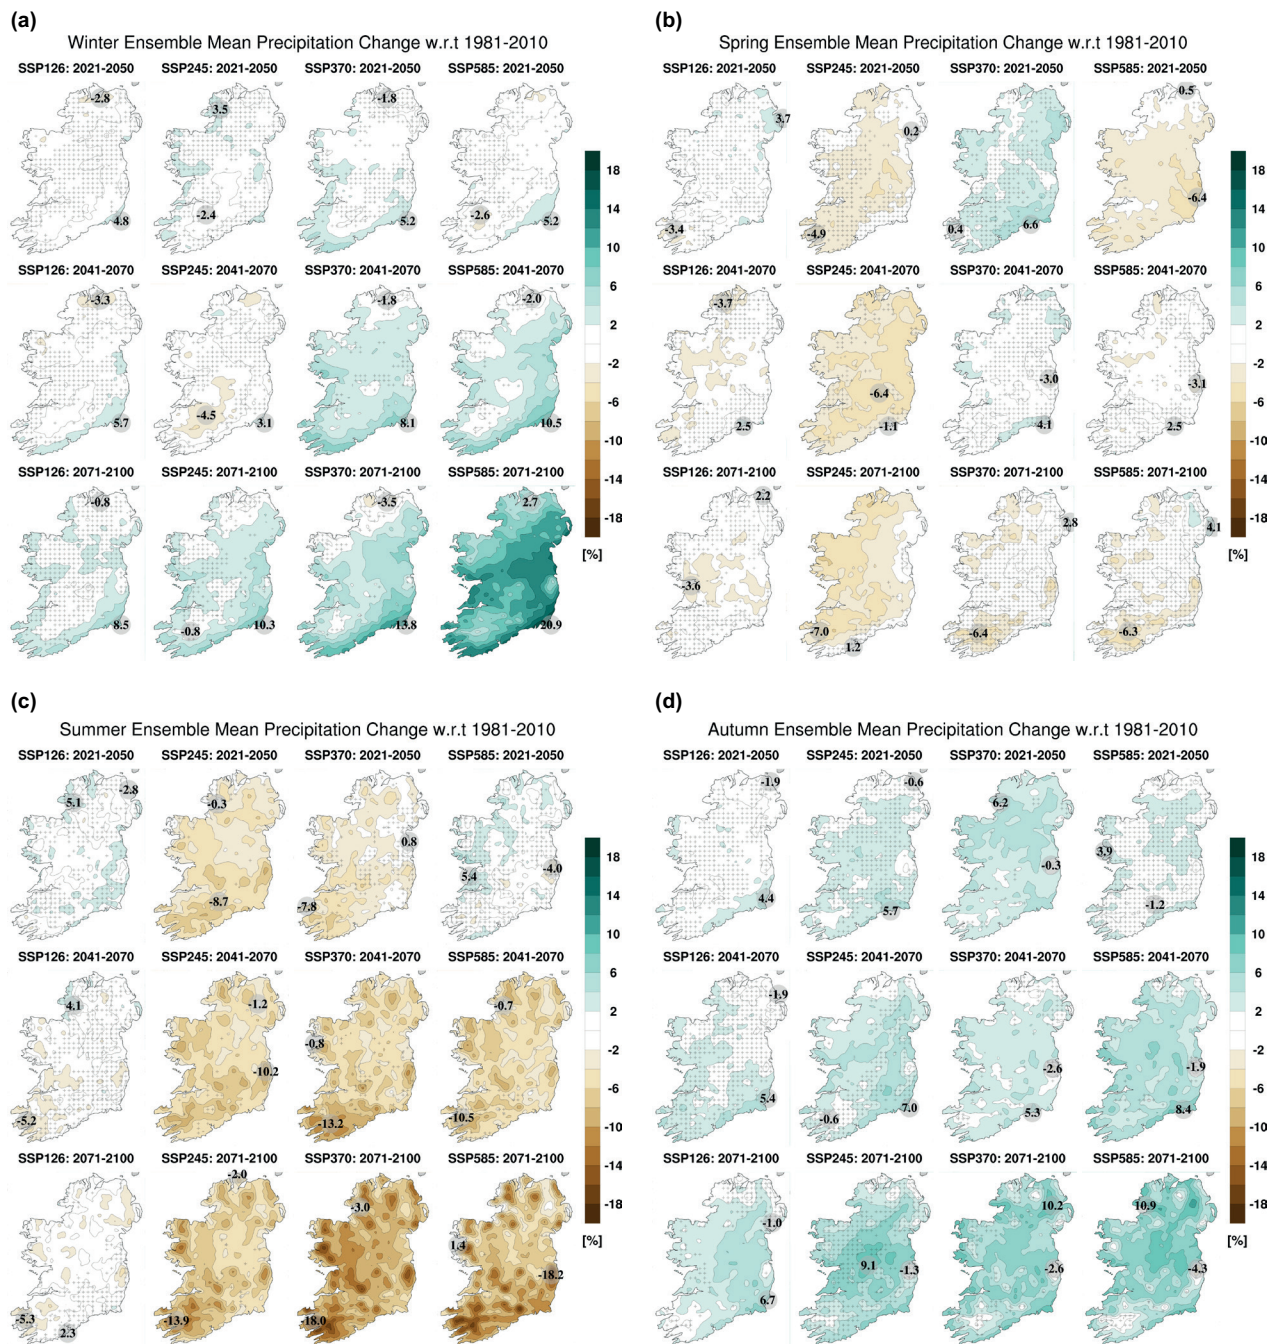 (a)
Winter Ensemble Mean Precipitation Change w.r.t 1981-2010
SSP126: 2021-2050 SSP245: 2021-2050 SSP370: 2021-2050 SSP585: 2021-2050
-2.8 3.5 -1.8
4.8 -2.4 5.2 -2.6 5.2
SSP126: 2041-2070 SSP245: 2041-2070 SSP370: 2041-2070 SSP585: 2041-2070
-3.3 -1.8 -2.0
5.7 -4.5 3.1 8.1 10.5
SSP126: 2071-2100 SSP245: 2071-2100 SSP370: 2071-2100 SSP585: 2071-2100
-0.8 -3.5 2.7
8.5 -0.8 10.3 13.8 20.9
18
14
10
6
2
-2
-6
-10
-14
-18
[%]
(b)
Spring Ensemble Mean Precipitation Change w.r.t 1981-2010
SSP126: 2021-2050 SSP245: 2021-2050 SSP370: 2021-2050 SSP585: 2021-2050
3.7 0.2 0.5
-3.4 -4.9 0.4 6.6 -6.4
SSP126: 2041-2070 SSP245: 2041-2070 SSP370: 2041-2070 SSP585: 2041-2070
-3.7 -6.4 -3.0 -3.1
2.5 -1.1 4.1 2.5
SSP126: 2071-2100 SSP245: 2071-2100 SSP370: 2071-2100 SSP585: 2071-2100
2.2 2.8 4.1
-3.6 -7.0 1.2 -6.4 -6.3
18
14
10
6
2
-2
-6
-10
-14
-18
[%]
(c)
Summer Ensemble Mean Precipitation Change w.r.t 1981-2010
SSP126: 2021-2050 SSP245: 2021-2050 SSP370: 2021-2050 SSP585: 2021-2050
5.1 -2.8 -0.3 0.8 -4.0
-8.7 -7.8 5.4
SSP126: 2041-2070 SSP245: 2041-2070 SSP370: 2041-2070 SSP585: 2041-2070
4.1 -1.2 -0.8 -0.7
-5.2 -10.2 -13.2 -10.5
SSP126: 2071-2100 SSP245: 2071-2100 SSP370: 2071-2100 SSP585: 2071-2100
-2.0 -3.0 1.4
-5.3 2.3 -13.9 -18.0 -18.2
18
14
10
6
2
-2
-6
-10
-14
-18
[%]
(d)
Autumn Ensemble Mean Precipitation Change w.r.t 1981-2010
SSP126: 2021-2050 SSP245: 2021-2050 SSP370: 2021-2050 SSP585: 2021-2050
-1.9 -0.6 6.2 3.9
4.4 5.7 -0.3 -1.2
SSP126: 2041-2070 SSP245: 2041-2070 SSP370: 2041-2070 SSP585: 2041-2070
-1.9 -2.6 -1.9
5.4 -0.6 7.0 5.3 8.4
SSP126: 2071-2100 SSP245: 2071-2100 SSP370: 2071-2100 SSP585: 2071-2100
-1.0 10.2 10.9
6.7 9.1 -1.3 -2.6 -4.3
18
14
10
6
2
-2
-6
-10
-14
-18
[%]